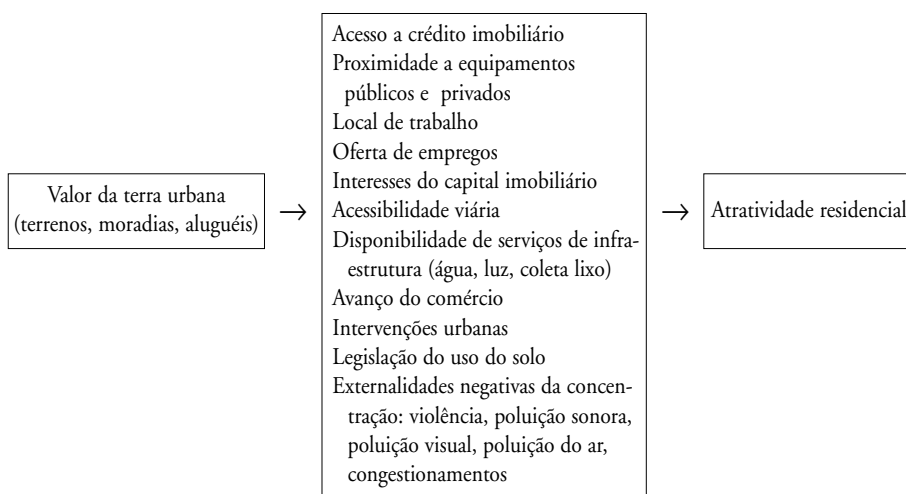 Valor da terra urbana
(terrenos, moradias, aluguéis)
→
Acesso a crédito imobiliário
Proximidade a equipamentos
públicos e privados
Local de trabalho
Oferta de empregos
Interesses do capital imobiliário
Acessibilidade viária
Disponibilidade de serviços de infra-
estrutura (água, luz, coleta lixo)
Avanço do comércio
Intervenções urbanas
Legislação do uso do solo
Externalidades negativas da concen-
tração: violência, poluição sonora,
poluição visual, poluição do ar,
congestionamentos
→
Atratividade residencial